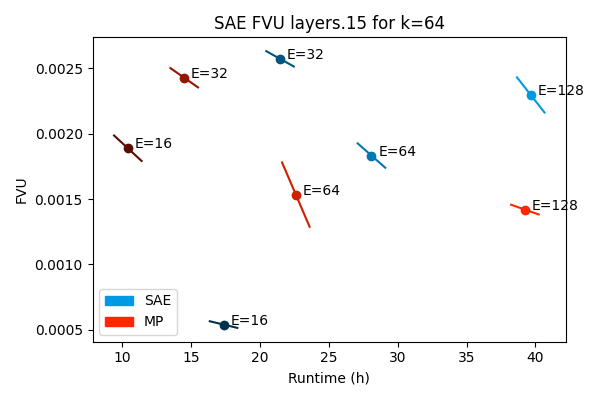 SAE FVU layers.15 for k=64
FVU
0.0025
0.0020
0.0015
0.0010
0.0005
E=32
E=32
E=128
E=16
E=64
E=64
E=128
E=16
SAE
MP
10 15 20 25 30 35 40
Runtime (h)